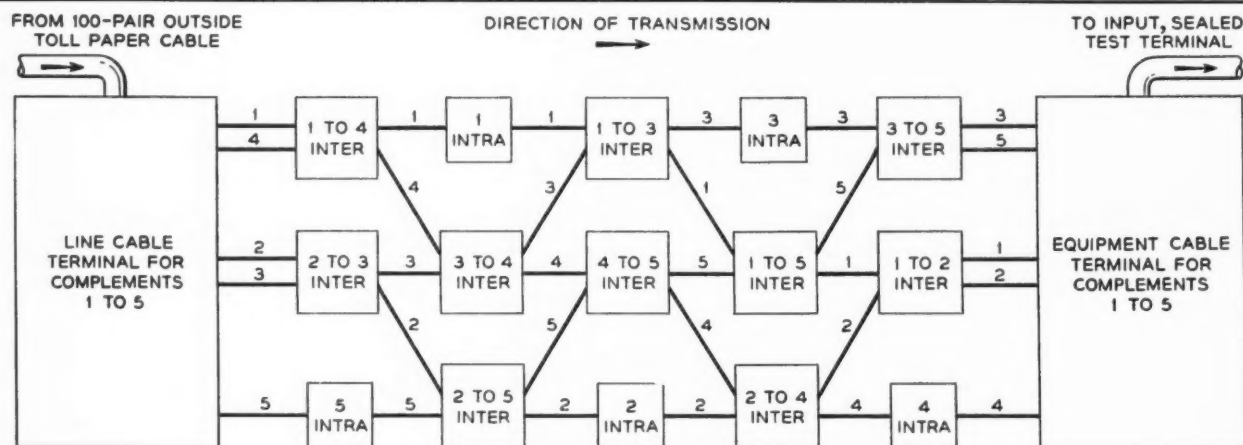 FROM 100-PAIR OUTSIDE
TOLL PAPER CABLE
DIRECTION OF TRANSMISSION
TO INPUT, SEALED
TEST TERMINAL
1
4
1 TO 4
INTER
1
1
INTRA
1
1 TO 3
INTER
3
3
INTRA
3
3 TO 5
INTER
3
5
4
3
1
5
LINE CABLE
TERMINAL FOR
COMPLEMENTS
1 TO 5
2
3
2 TO 3
INTER
3
3 TO 4
INTER
4
4 TO 5
INTER
5
1 TO 5
INTER
1
1 TO 2
INTER
1
2
EQUIPMENT CABLE
TERMINAL FOR
COMPLEMENTS
1 TO 5
2
5
4
2
5
5
INTRA
5
2 TO 5
INTER
2
2
INTRA
2
2 TO 4
INTER
4
4
INTRA
4